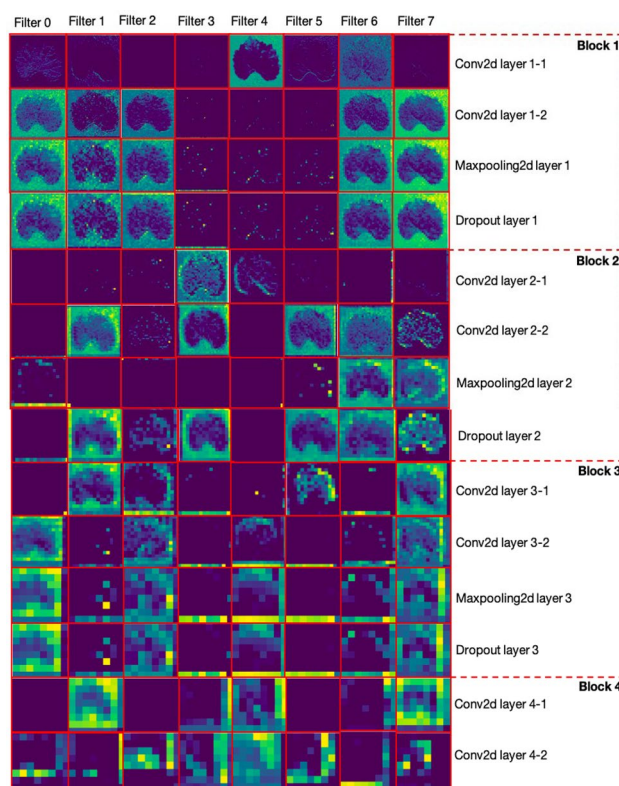 Filter 0 Filter 1 Filter 2 Filter 3 Filter 4 Filter 5 Filter 6 Filter 7
Block 1
Conv2d layer 1-1
Conv2d layer 1-2
Maxpooling2d layer 1
Dropout layer 1
Block 2
Conv2d layer 2-1
Conv2d layer 2-2
Maxpooling2d layer 2
Dropout layer 2
Block 3
Conv2d layer 3-1
Conv2d layer 3-2
Maxpooling2d layer 3
Dropout layer 3
Block 4
Conv2d layer 4-1
Conv2d layer 4-2